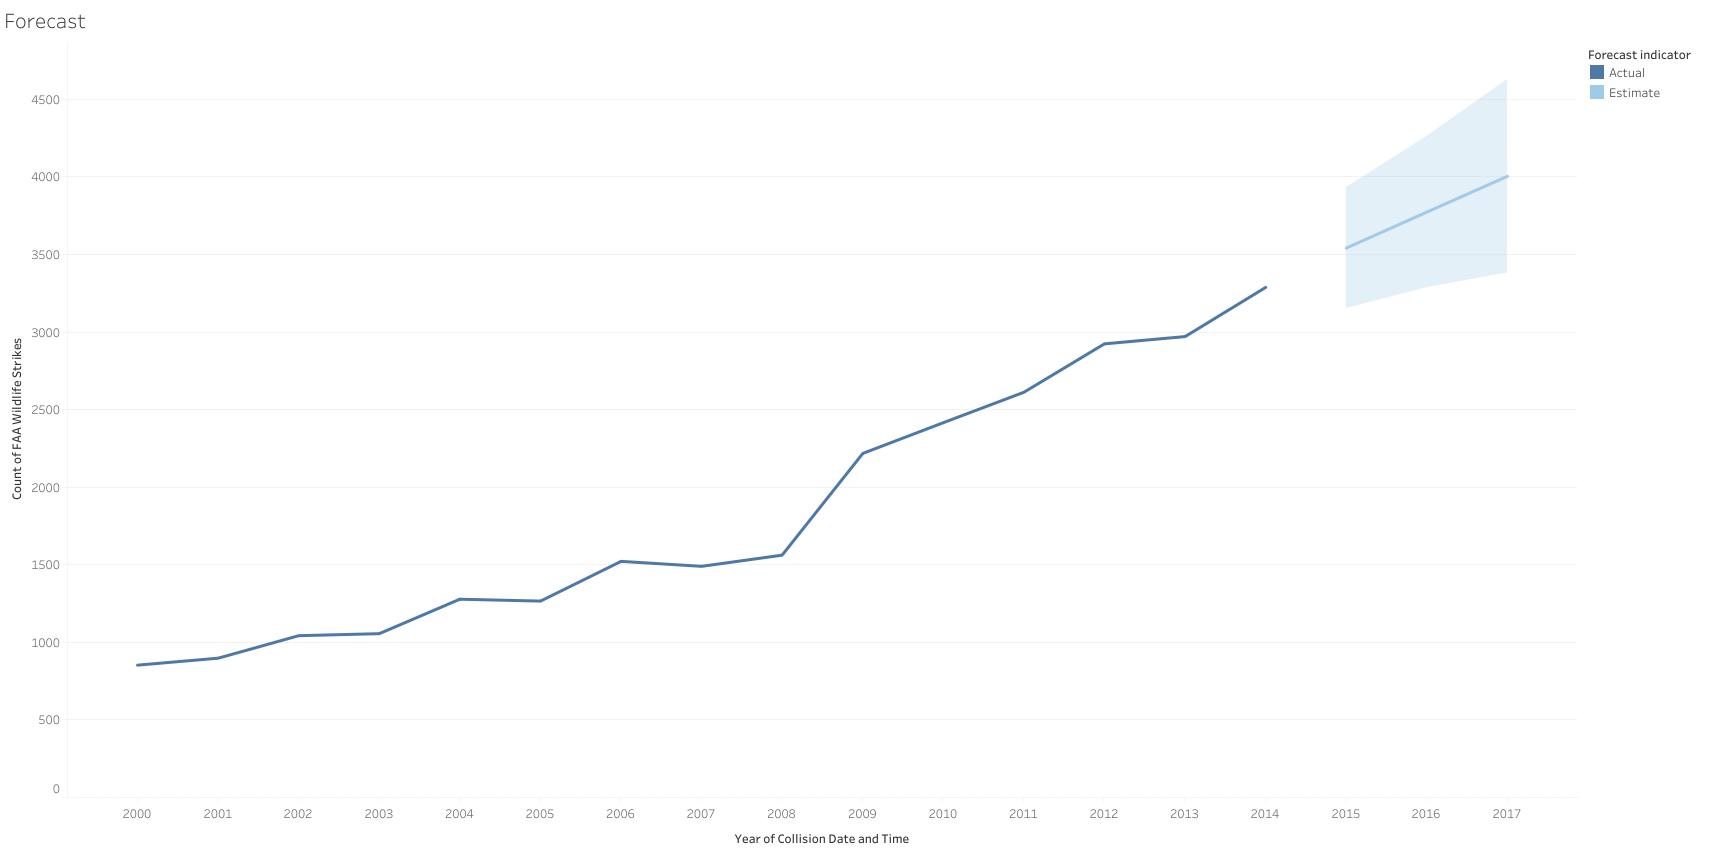 Forecast
Forecast indicator
Actual
Estimate
Count of FAA Wildlife Strikes
4500
4000
3500
3000
2500
2000
1500
1000
500
0
2000 2001 2002 2003 2004 2005 2006 2007 2008 2009 2010 2011 2012 2013 2014 2015 2016 2017
Year of Collision Date and Time